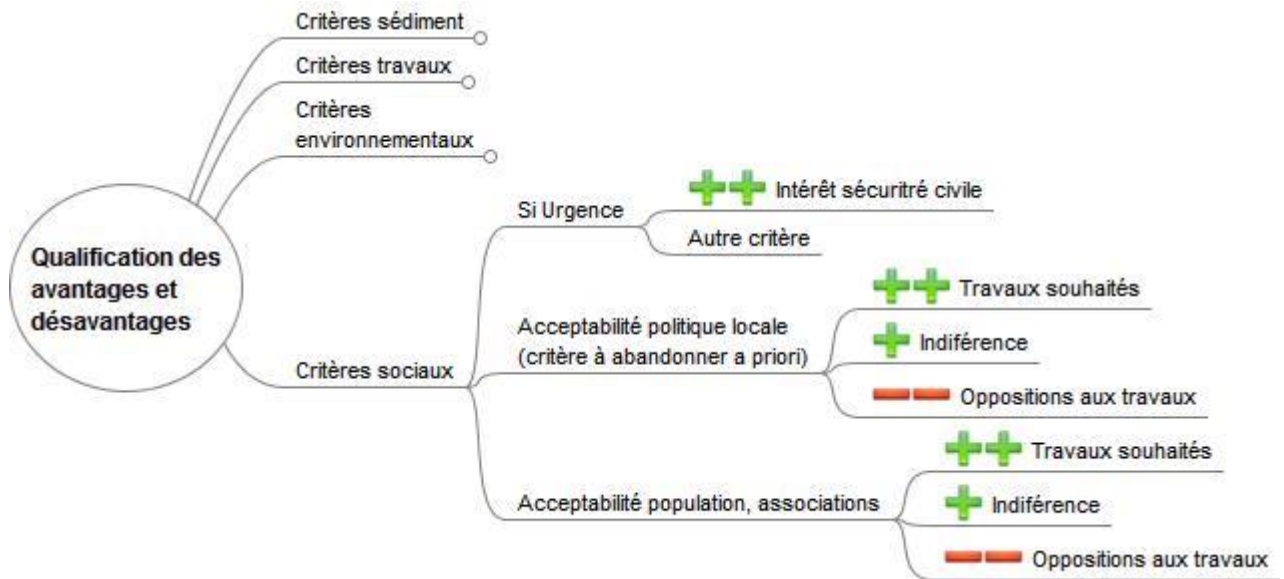 Critères sédiment
Critères travaux
Critères
environnementaux
Qualification des
avantages et
désavantages
Critères sociaux
Si Urgence
Intérêt sécuritré civile
Autre critère
Acceptabilité politique locale
(critère à abandonner a priori)
Travaux souhaités
Indiférence
Oppositions aux travaux
Acceptabilité population, associations
Travaux souhaités
Indiférence
Oppositions aux travaux